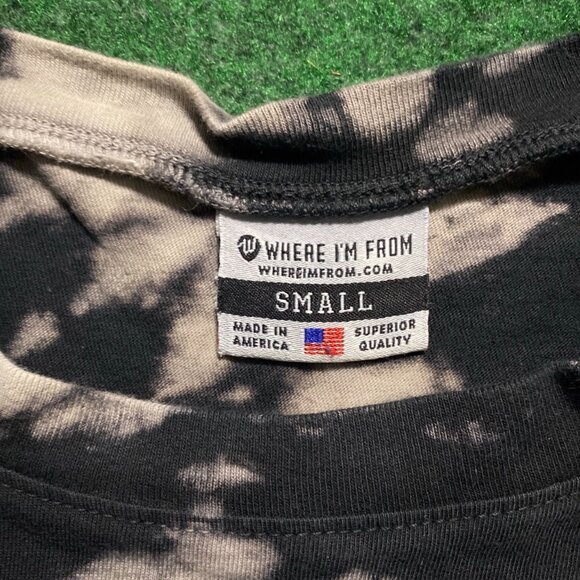 W WHERE I'M FROM
WHEREIMFROM.COM
SMALL
MADE IN
AMERICA
SUPERIOR
QUALITY